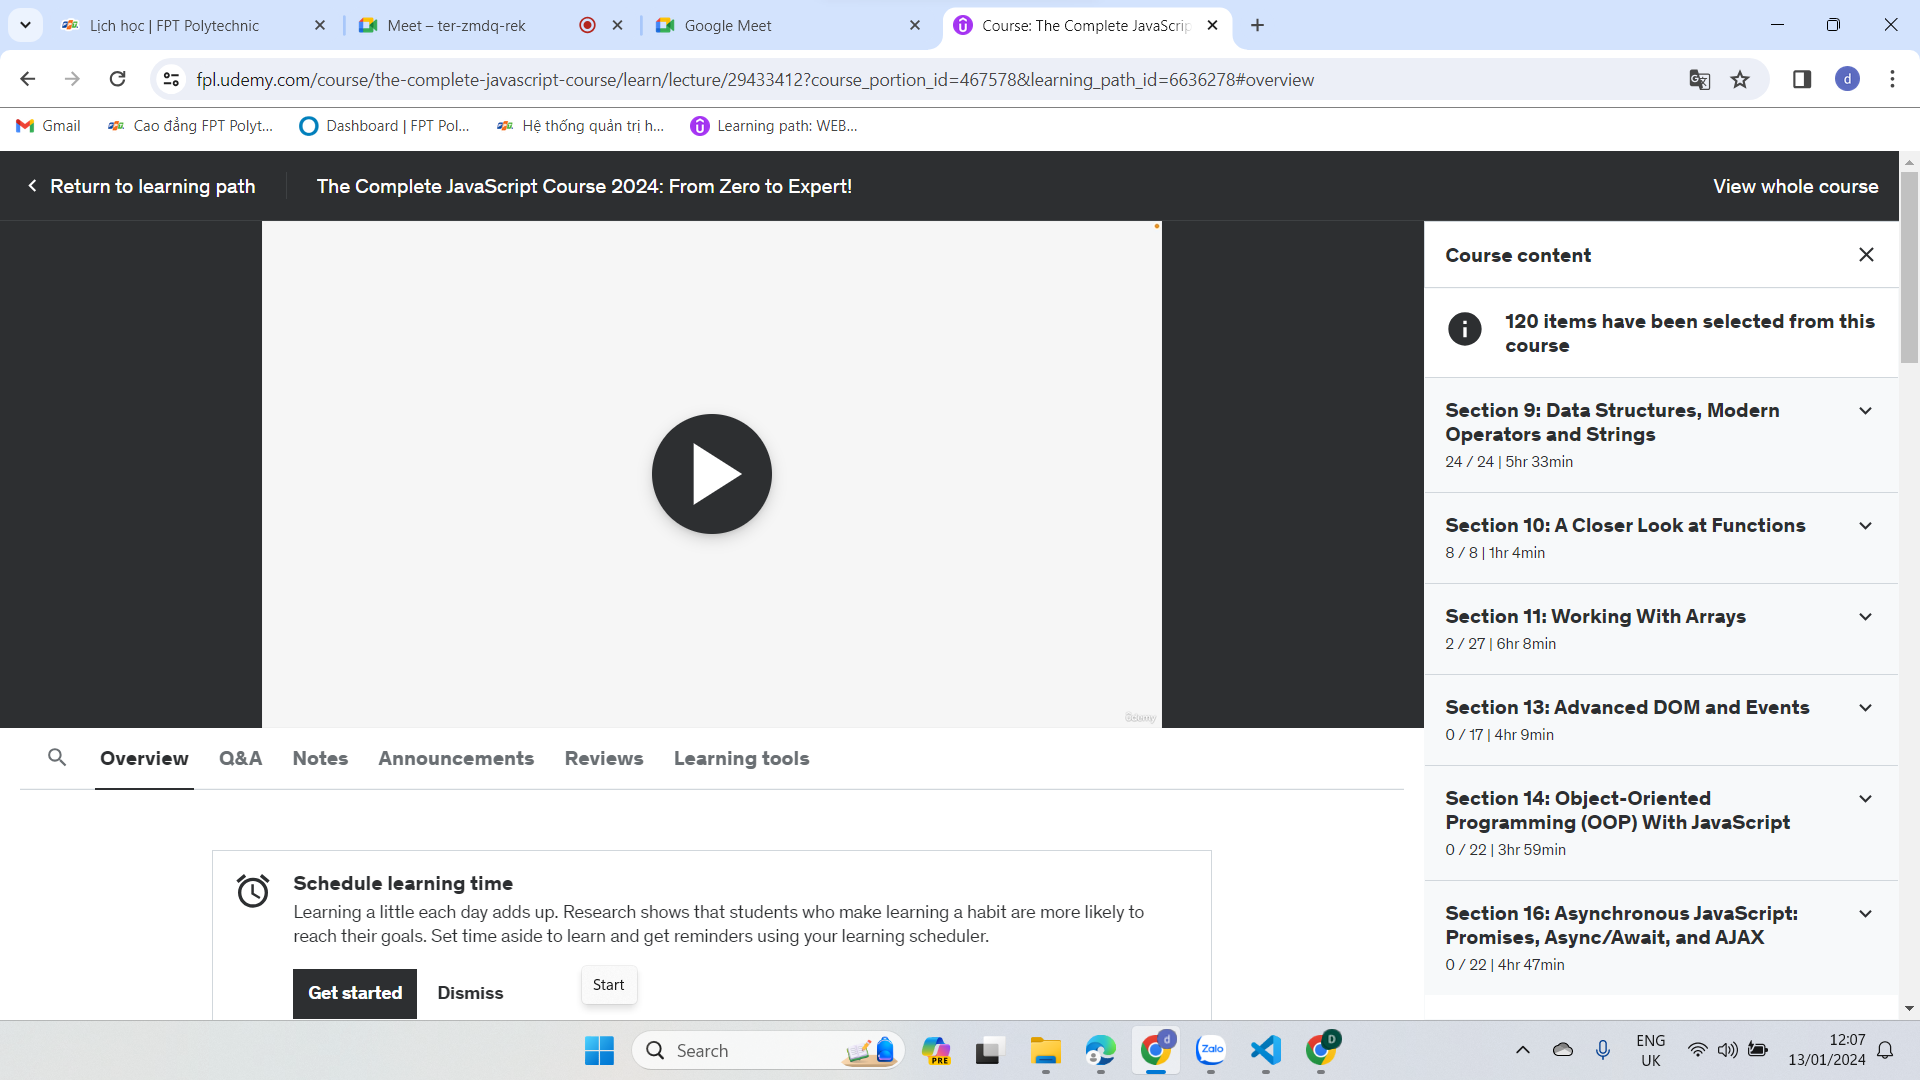 Lịch học | FPT Polytechnic
Meet – ter-zmdq-rek
Google Meet
Course: The Complete JavaScrip
fpl.udemy.com/course/the-complete-javascript-course/learn/lecture/29433412?course_portion_id=467578&learning_path_id=6636278#overview
d
Gmail
Cao đẳng FPT Polyt...
Dashboard | FPT Pol...
Hệ thống quản trị h...
Learning path: WEB...
Return to learning path
The Complete JavaScript Course 2024: From Zero to Expert!
View whole course
Course content
120 items have been selected from this
course
Section 9: Data Structures, Modern
Operators and Strings
24 / 24 | 5hr 33min
Section 10: A Closer Look at Functions
8 / 8 | 1hr 4min
Section 11: Working With Arrays
2 / 27 | 6hr 8min
Section 13: Advanced DOM and Events
0 / 17 | 4hr 9min
Section 14: Object-Oriented
Programming (OOP) With JavaScript
0 / 22 | 3hr 59min
Section 16: Asynchronous JavaScript:
Promises, Async/Await, and AJAX
0 / 22 | 4hr 47min
ûdemy
Overview
Q&A
Notes
Announcements
Reviews
Learning tools
Schedule learning time
Learning a little each day adds up. Research shows that students who make learning a habit are more likely to
reach their goals. Set time aside to learn and get reminders using your learning scheduler.
Get started
Dismiss
Start
Search
PRE
d
Zalo
D
ENG
UK
12:07
13/01/2024